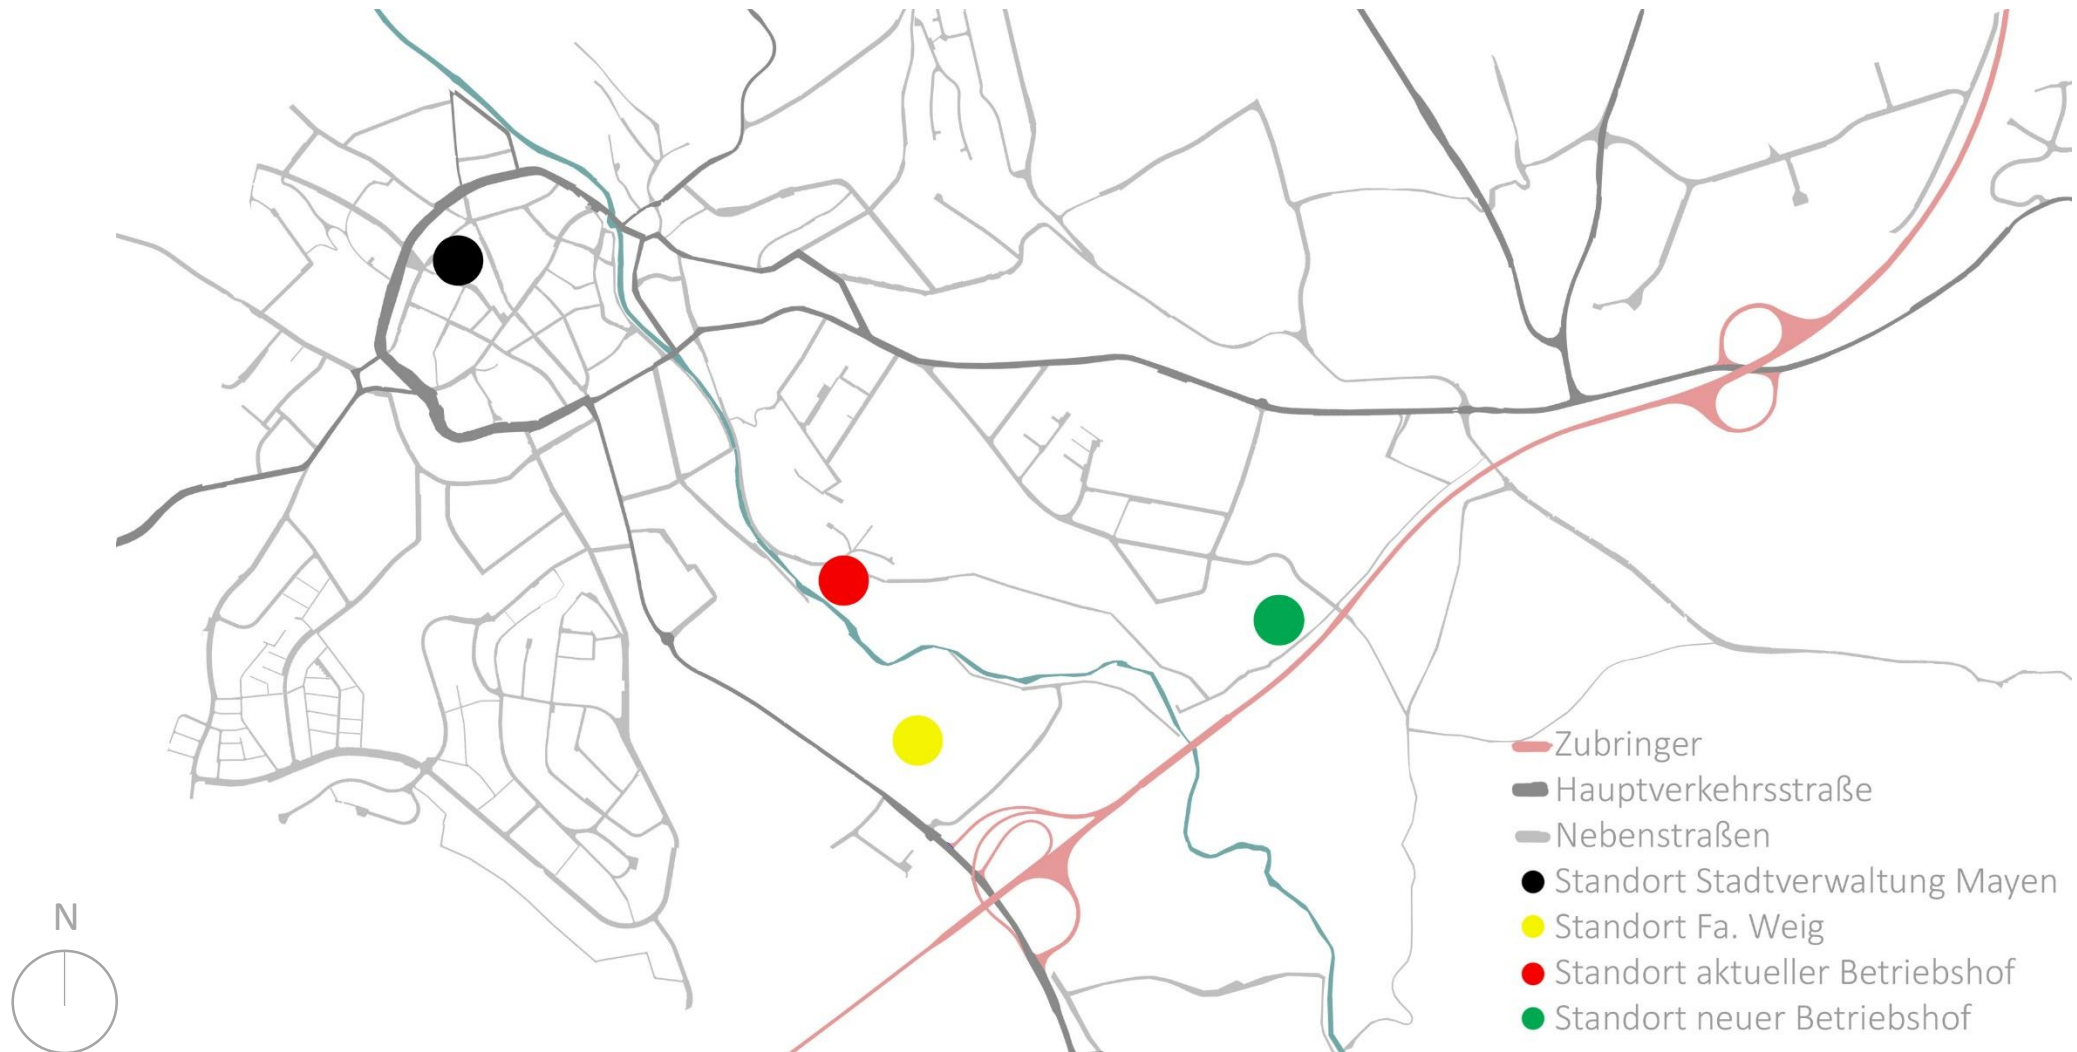 Zubringer
Hauptverkehrsstraße
Nebenstraßen
Standort Stadtverwaltung Mayen
N
Standort Fa. Weig
Standort aktueller Betriebshof
Standort neuer Betriebshof